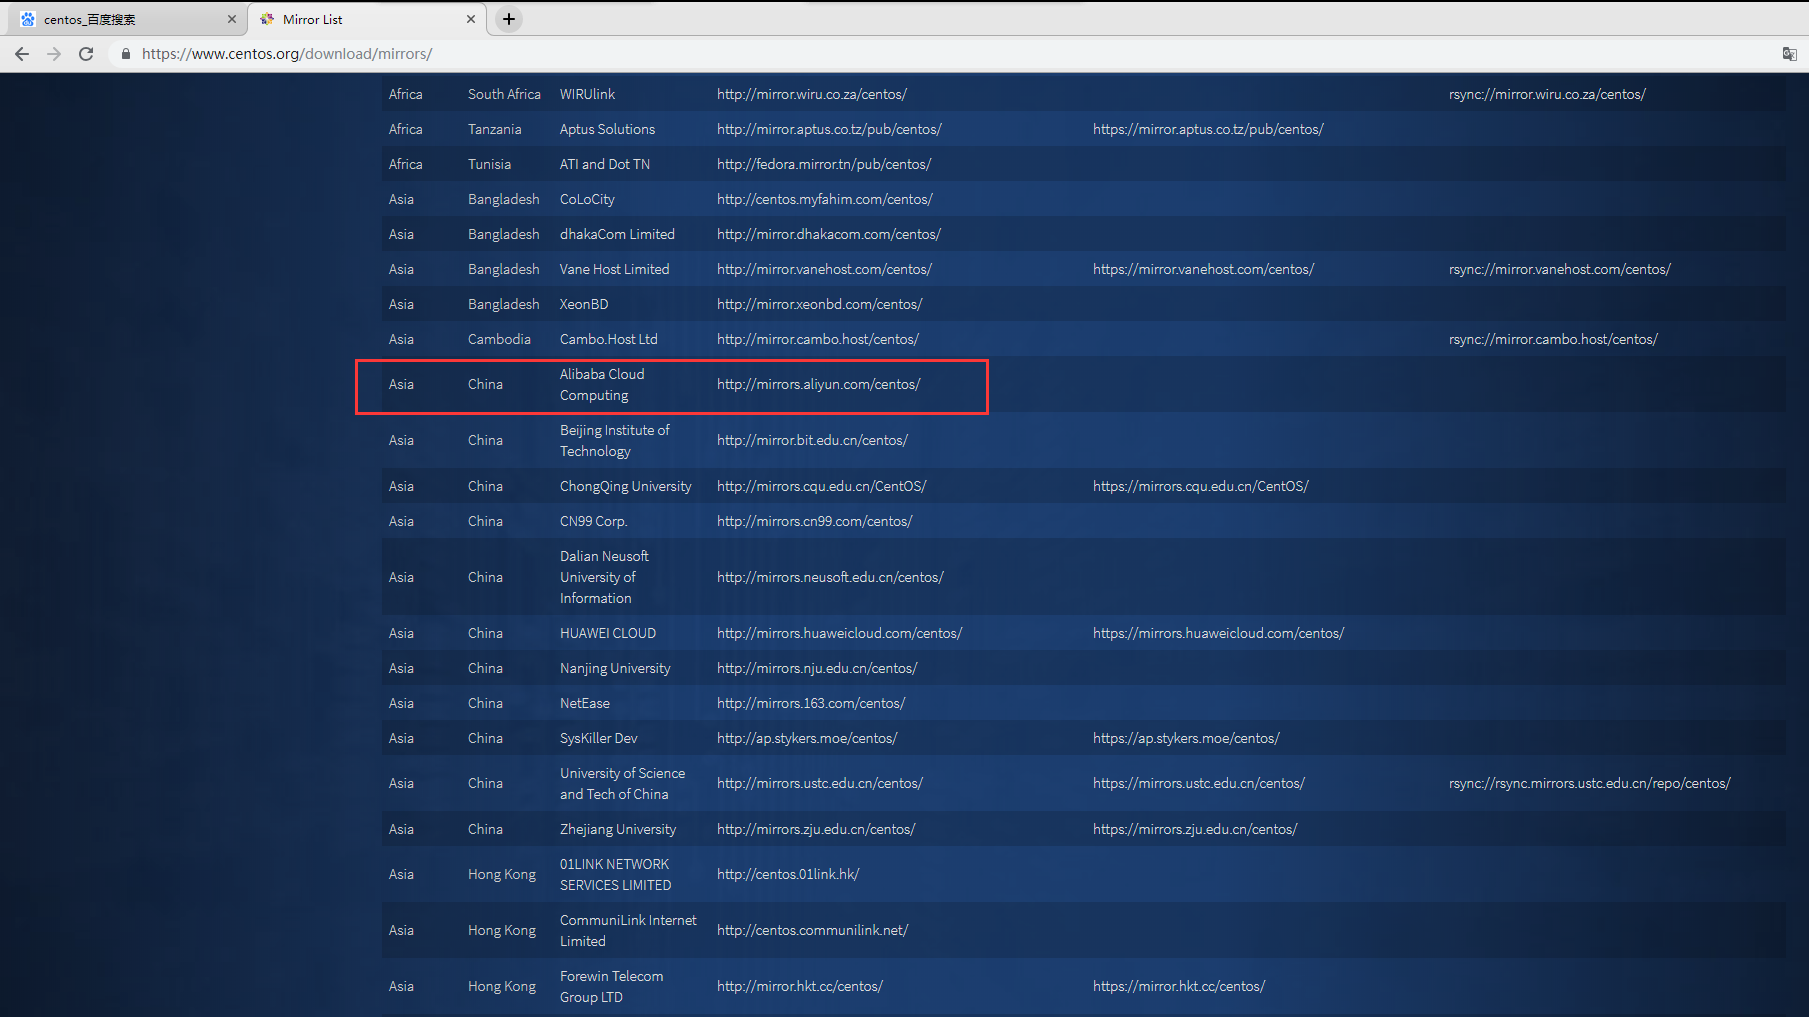 centos_百度搜索
Mirror List
https://www.centos.org/download/mirrors/
Africa South Africa WIRUlink http://mirror.wiru.co.za/centos/ rsync://mirror.wiru.co.za/centos/
Africa Tanzania Aptus Solutions http://mirror.aptus.co.tz/pub/centos/ https://mirror.aptus.co.tz/pub/centos/
Africa Tunisia ATI and Dot TN http://fedora.mirror.tn/pub/centos/
Asia Bangladesh CoLoCity http://centos.myfahim.com/centos/
Asia Bangladesh dhakaCom Limited http://mirror.dhakacom.com/centos/
Asia Bangladesh Vane Host Limited http://mirror.vanehost.com/centos/ https://mirror.vanehost.com/centos/ rsync://mirror.vanehost.com/centos/
Asia Bangladesh XeonBD http://mirror.xeonbd.com/centos/
Asia Cambodia Cambo.Host Ltd http://mirror.cambo.host/centos/ rsync://mirror.cambo.host/centos/
Asia China Alibaba Cloud
Computing http://mirrors.aliyun.com/centos/
Asia China Beijing Institute of
Technology http://mirror.bit.edu.cn/centos/
Asia China ChongQing University http://mirrors.cqu.edu.cn/CentOS/ https://mirrors.cqu.edu.cn/CentOS/
Asia China CN99 Corp. http://mirrors.cn99.com/centos/
Dalian Neusoft
Asia China University of http://mirrors.neusoft.edu.cn/centos/
Information
Asia China HUAWEI CLOUD http://mirrors.huaweicloud.com/centos/ https://mirrors.huaweicloud.com/centos/
Asia China Nanjing University http://mirrors.nju.edu.cn/centos/
Asia China NetEase http://mirrors.163.com/centos/
Asia China SysKiller Dev http://ap.stykers.moe/centos/ https://ap.stykers.moe/centos/
Asia China University of Science
and Tech of China http://mirrors.ustc.edu.cn/centos/ https://mirrors.ustc.edu.cn/centos/ rsync://rsync.mirrors.ustc.edu.cn/repo/centos/
Asia China Zhejiang University http://mirrors.zju.edu.cn/centos/ https://mirrors.zju.edu.cn/centos/
Asia Hong Kong 01LINK NETWORK
SERVICES LIMITED http://centos.01link.hk/
Asia Hong Kong CommuniLink Internet
Limited http://centos.communilink.net/
Asia Hong Kong Forewin Telecom
Group LTD http://mirror.hkt.cc/centos/ https://mirror.hkt.cc/centos/